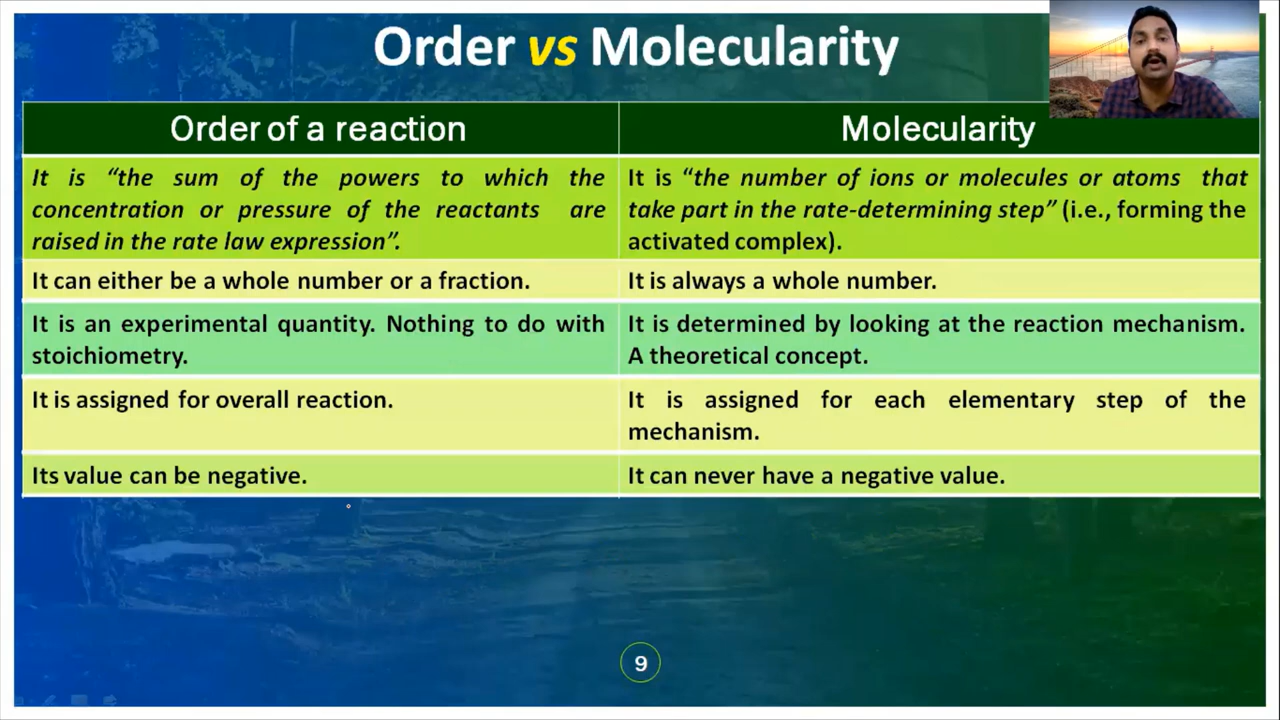 Order vs Molecularity
Order of a reaction
Molecularity
It is “the sum of the powers to which the
concentration or pressure of the reactants are
raised in the rate law expression”.
It is “the number of ions or molecules or atoms that
take part in the rate-determining step” (i.e., forming the
activated complex).
It can either be a whole number or a fraction.
It is always a whole number.
It is an experimental quantity. Nothing to do with
stoichiometry.
It is determined by looking at the reaction mechanism.
A theoretical concept.
It is assigned for overall reaction.
It is assigned for each elementary step of the
mechanism.
Its value can be negative.
It can never have a negative value.
9